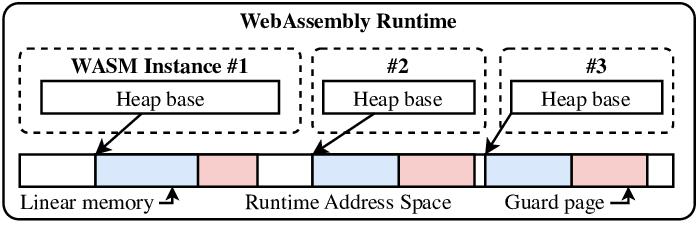 WebAssembly Runtime
WASM Instance #1
#2
#3
Heap base
Heap base
Heap base
Linear memory
Runtime Address Space
Guard page